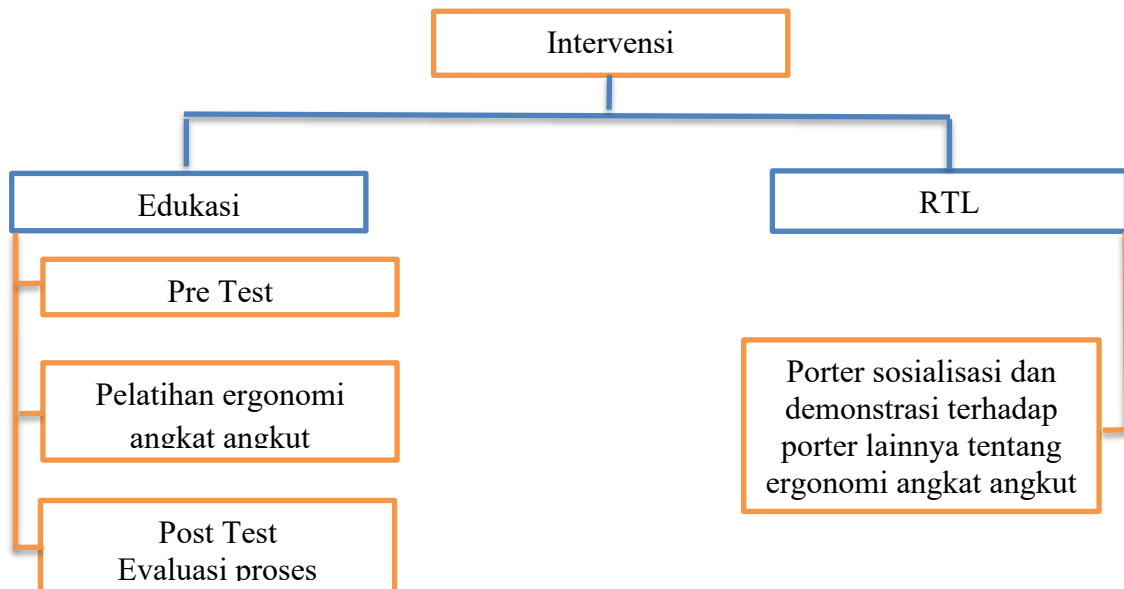 Intervensi
Edukasi
RTL
Pre Test
Pelatihan ergonomi
angkat angkut
Post Test
Evaluasi proses
Porter sosialisasi dan
demonstrasi terhadap
porter lainnya tentang
ergonomi angkat angkut